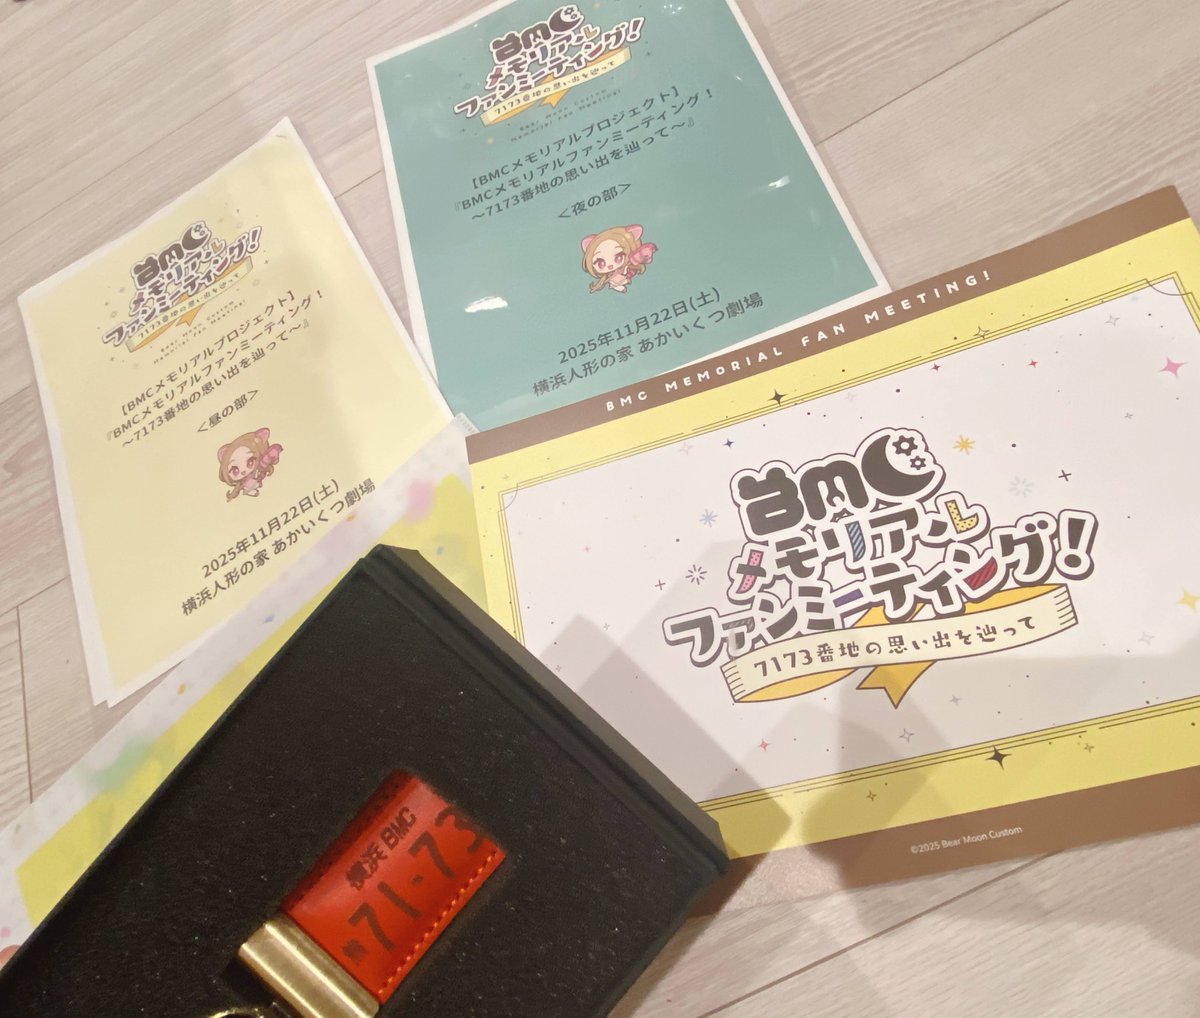 BMC
メモリアル
ファンミーティング!
7173番地の思い出を辿って
Bear Moon Custom
Memorial Fan Meeting!
【BMCメモリアルプロジェクト】
『BMCメモリアルファンミーティング!
~7173番地の思い出を辿って~』
<夜の部>
2025年11月22日(土)
横浜人形の家 あかいくつ劇場
BMC
メモリアル
ファンミーティング!
7173番地の思い出を辿って
Bear Moon Custom
Memorial Fan Meetin
【BMCメモリアルプロジェクト】
『BMCメモリアルファンミーティング!
~7173番地の思い出を辿って~』
<昼の部>
2025年11月22日(土)
横浜人形の家 あかいくつ劇場
BMC MEMORIAL FAN MEETING!
BMC
メモリアル
ファンミーティング!
7173番地の思い出を辿って
©2025 Bear Moon Custom
横浜 BMC
71-73